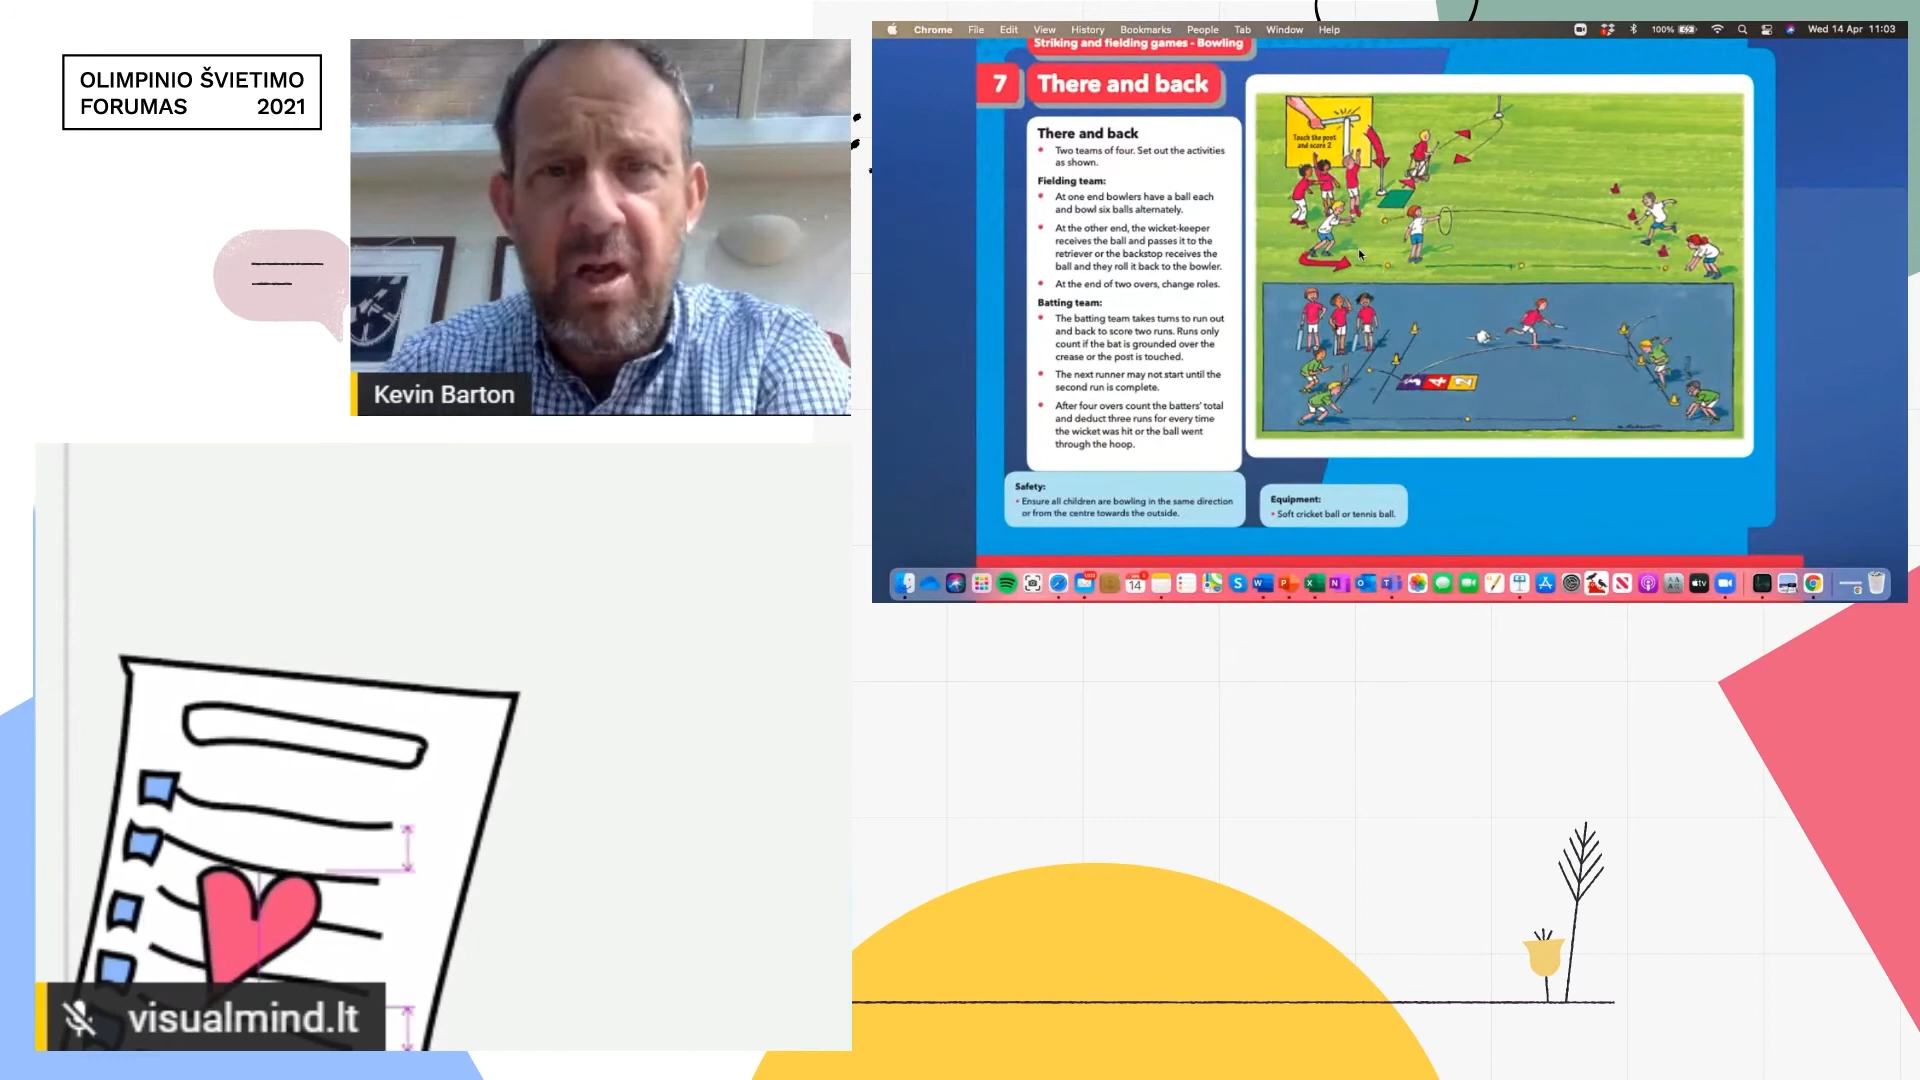 OLIMPINIO ŠVIETIMO
FORUMAS 2021
Kevin Barton
visualmind.lt
Chrome File Edit View History Bookmarks People Tab Window Help
100%
Wed 14 Apr 11:03
Striking and fielding games - Bowling
7 There and back
There and back
• Two teams of four. Set out the activities
as shown.
Fielding team:
• At one end bowlers have a ball each
and bowl six balls alternately.
• At the other end, the wicket-keeper
receives the ball and passes it to the
retriever or the backstop receives the
ball and they roll it back to the bowler.
• At the end of two overs, change roles.
Batting team:
• The batting team takes turns to run out
and back to score two runs. Runs only
count if the bat is grounded over the
crease or the post is touched.
• The next runner may not start until the
second run is complete.
• After four overs count the batters' total
and deduct three runs for every time
the wicket was hit or the ball went
through the hoop.
Touch the post
and score 2
3 4 2
Safety:
• Ensure all children are bowling in the same direction
or from the centre towards the outside.
Equipment:
• Soft cricket ball or tennis ball.
14
tv